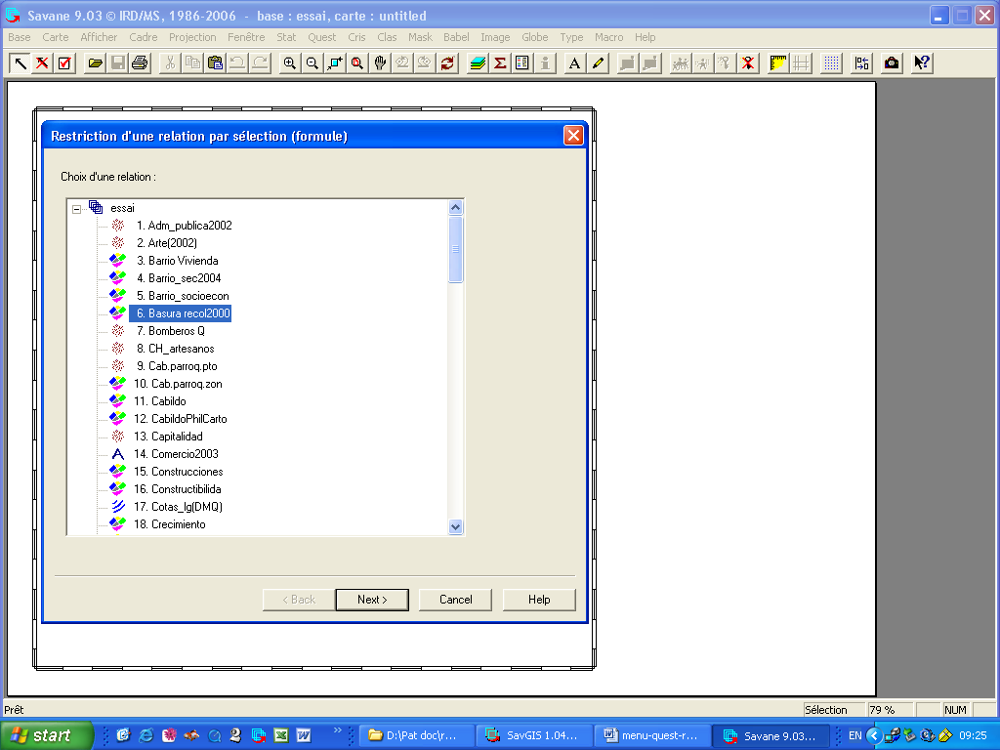 Savane 9.03 © IRD/MS, 1986-2006 - base : essai, carte : untitled
Base Carte Afficher Cadre Projection Fenêtre Stat Quest Cris Clas Mask Babel Image Globe Type Macro Help
Restriction d'une relation par sélection (formule)
Choix d'une relation :
essai
1. Adm_publica2002
2. Arte(2002)
3. Barrio Vivienda
4. Barrio_sec2004
5. Barrio_socioecon
6. Basura recol2000
7. Bomberos Q
8. CH_artesanos
9. Cab.parroq.pto
10. Cab.parroq.zon
11. Cabildo
12. CabildoPhilCarto
13. Capitalidad
14. Comercio2003
15. Construcciones
16. Constructibilida
17. Cotas_lg(DMQ)
18. Crecimiento
< Back Next > Cancel Help
Prêt Sélection 79 % NUM
start D:\Pat doc\r... SavGIS 1.04... menu-quest-r... Savane 9.03... EN 09:25